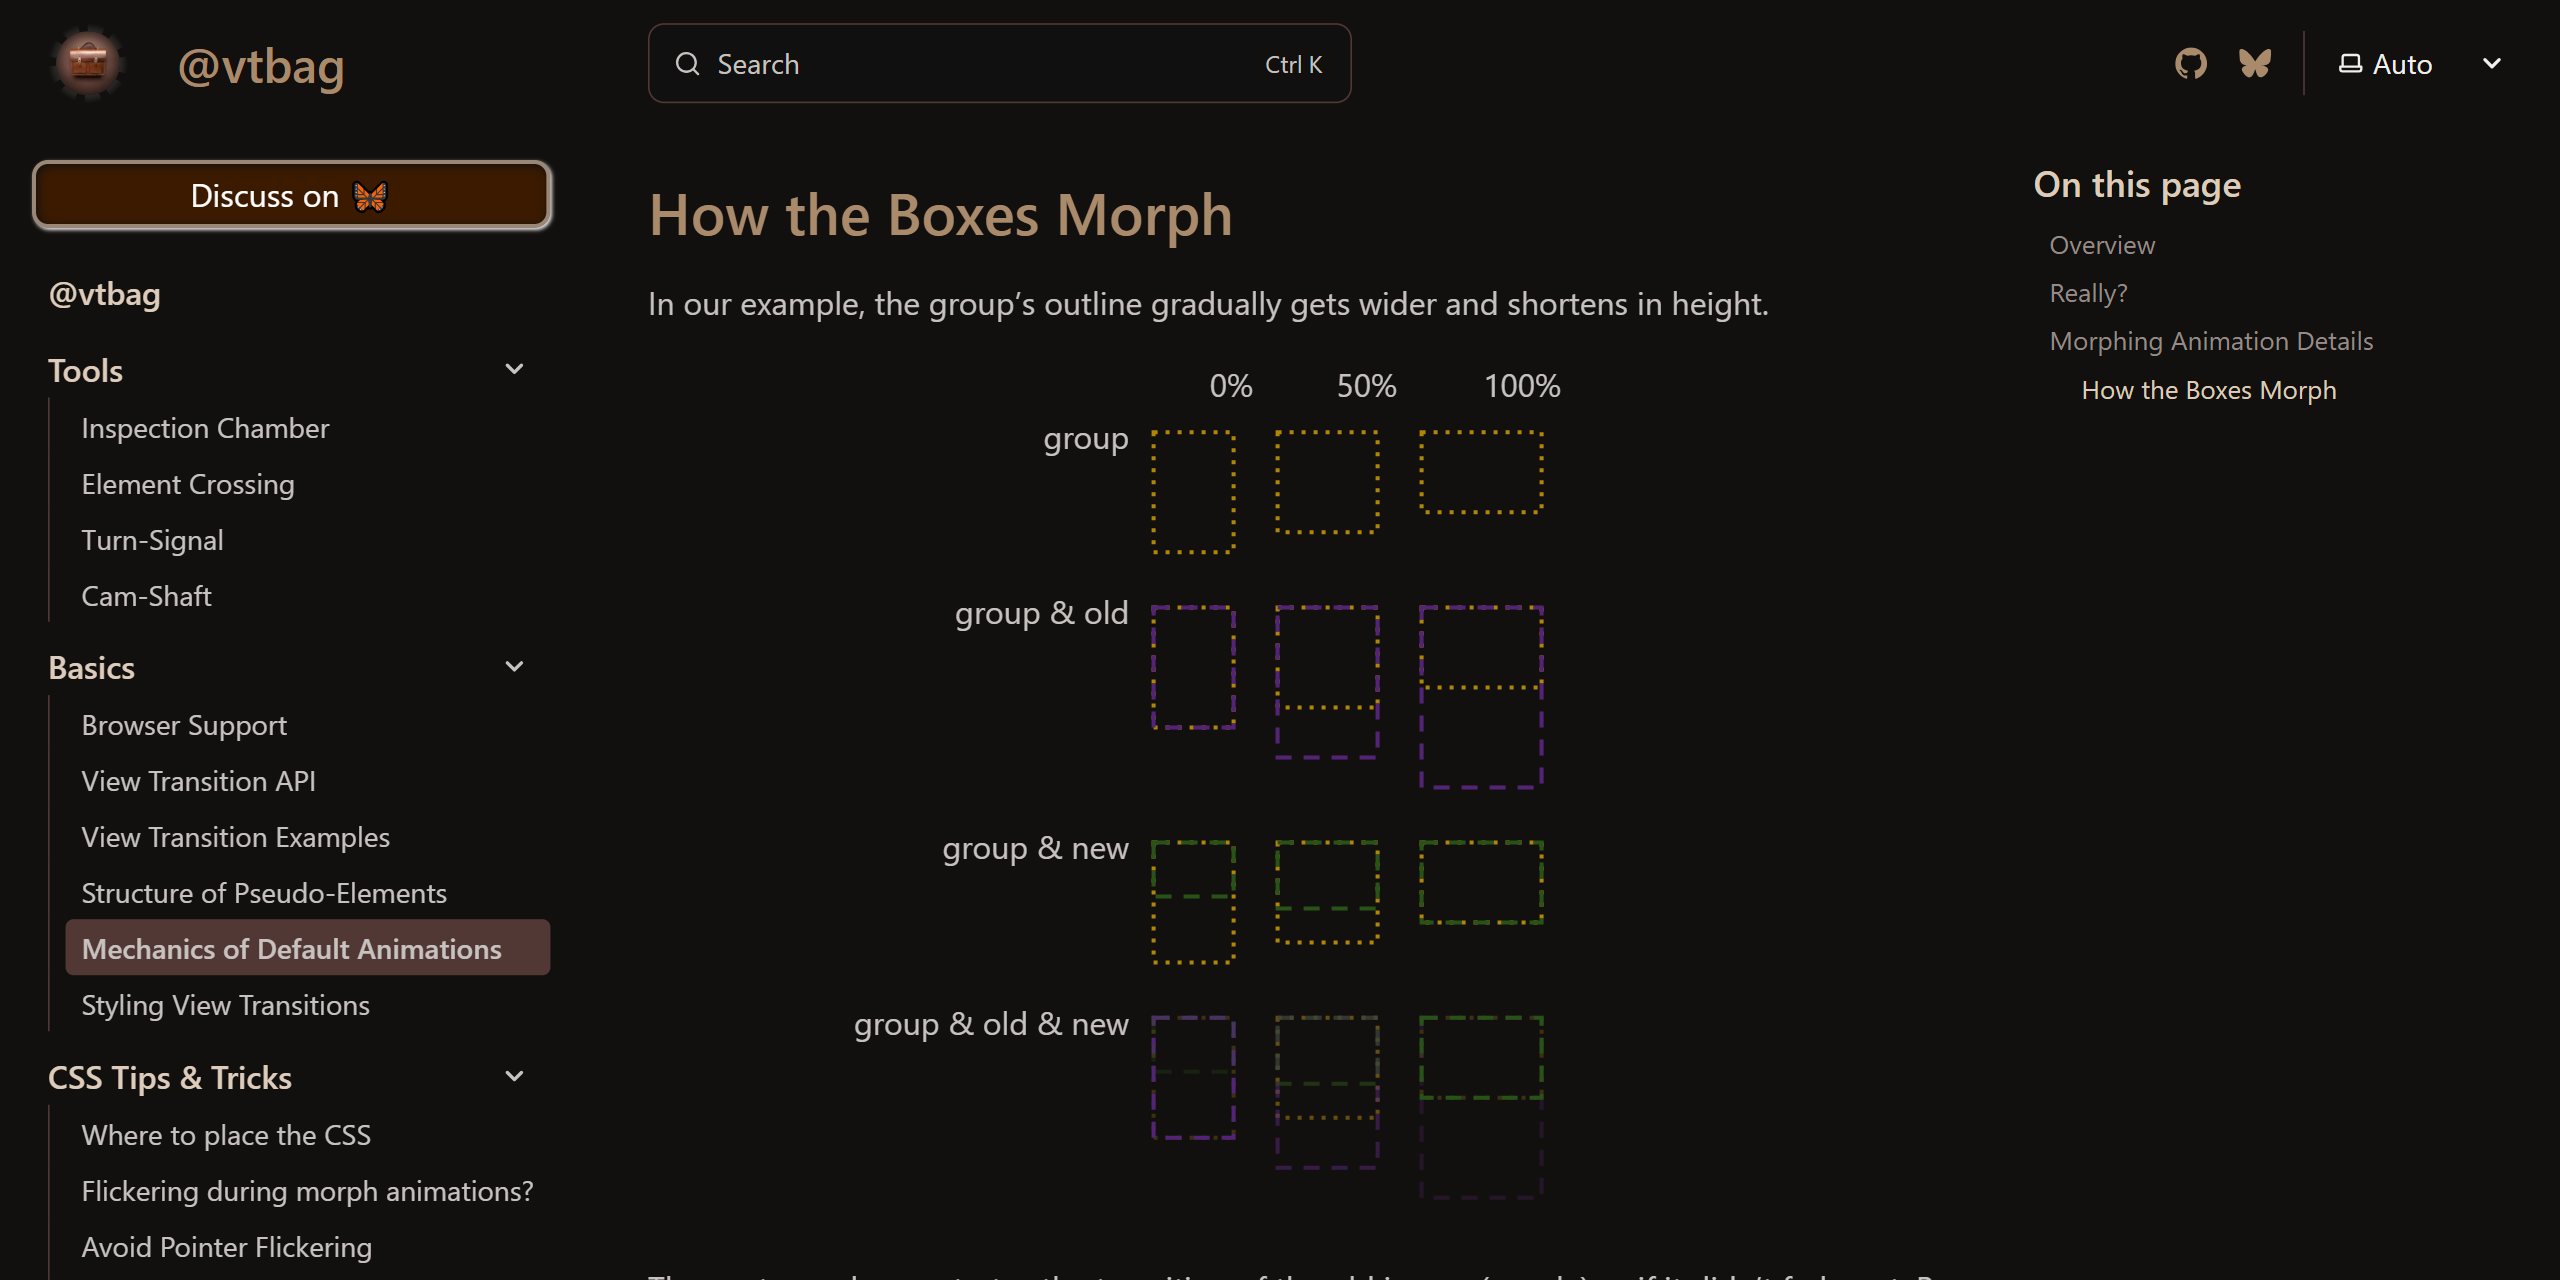 @vtbag
Search
Ctrl K
Auto
Discuss on
@vtbag
Tools
Inspection Chamber
Element Crossing
Turn-Signal
Cam-Shaft
Basics
Browser Support
View Transition API
View Transition Examples
Structure of Pseudo-Elements
Mechanics of Default Animations
Styling View Transitions
CSS Tips & Tricks
Where to place the CSS
Flickering during morph animations?
Avoid Pointer Flickering
How the Boxes Morph
In our example, the group’s outline gradually gets wider and shortens in height.
0% 50% 100%
group
group & old
group & new
group & old & new
On this page
Overview
Really?
Morphing Animation Details
How the Boxes Morph